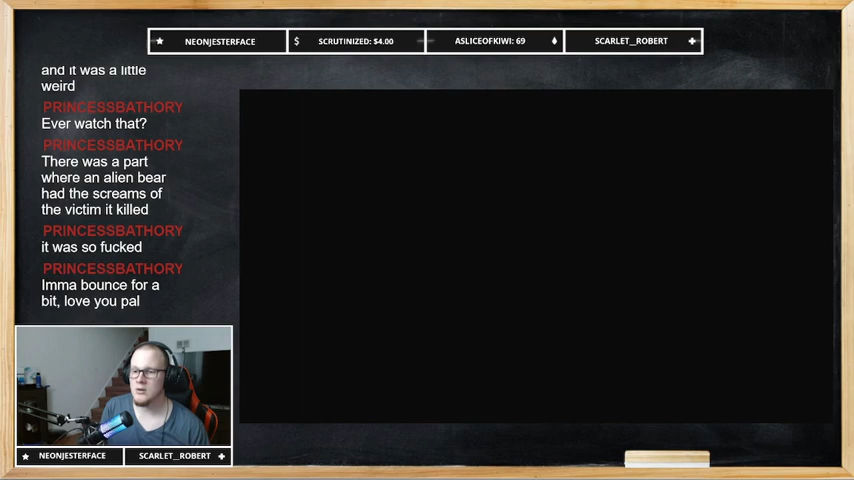 NEONJESTERFACE
$ SCRUTINIZED: $4.00
ASLICEOFKIWI: 69
SCARLET_ROBERT
and it was a little
weird
PRINCESSBATHORY
Ever watch that?
PRINCESSBATHORY
There was a part
where an alien bear
had the screams of
the victim it killed
PRINCESSBATHORY
it was so fucked
PRINCESSBATHORY
Imma bounce for a
bit, love you pal
NEONJESTERFACE
SCARLET_ROBERT